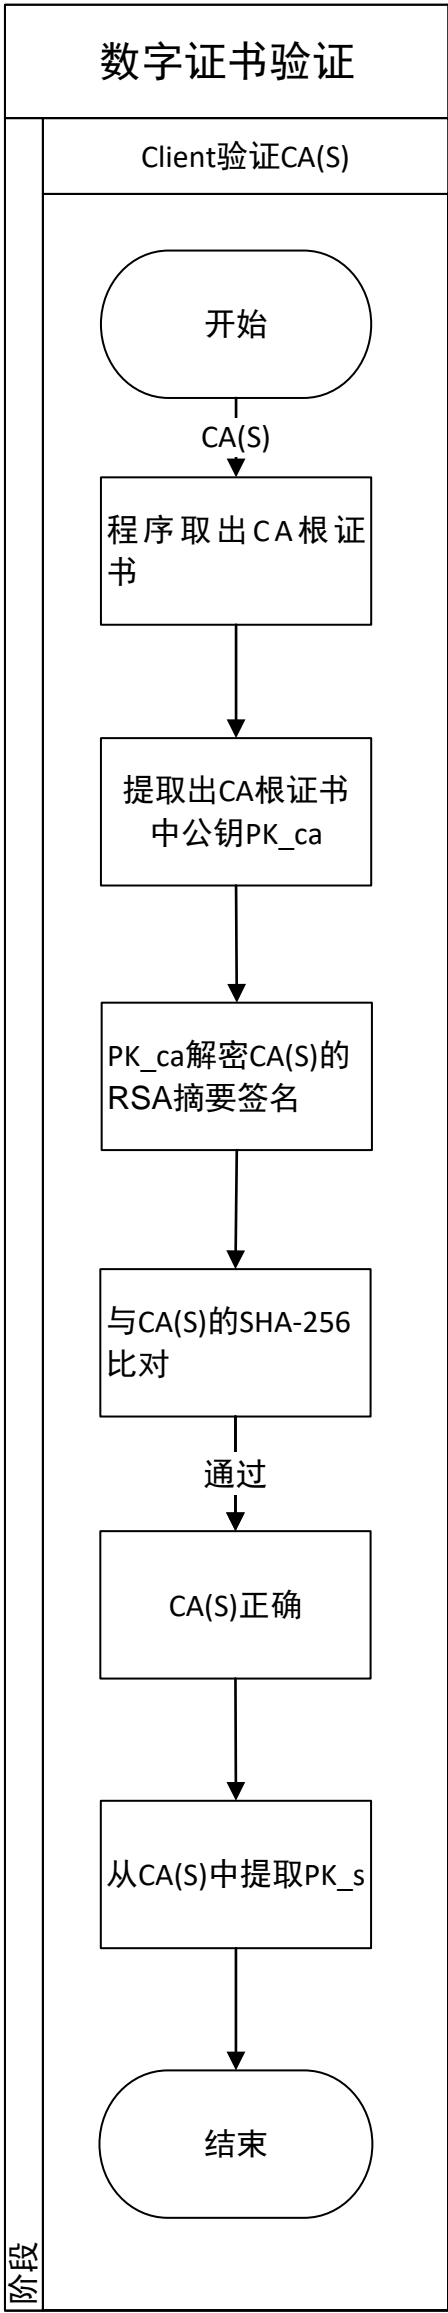 数字证书验证
Client验证CA(S)
开始
CA(S)
程序取出CA根证
书
提取出CA根证书
中公钥PK_ca
PK_ca解密CA(S)的
RSA摘要签名
与CA(S)的SHA-256
比对
通过
CA(S)正确
从CA(S)中提取PK_s
结束
阶段